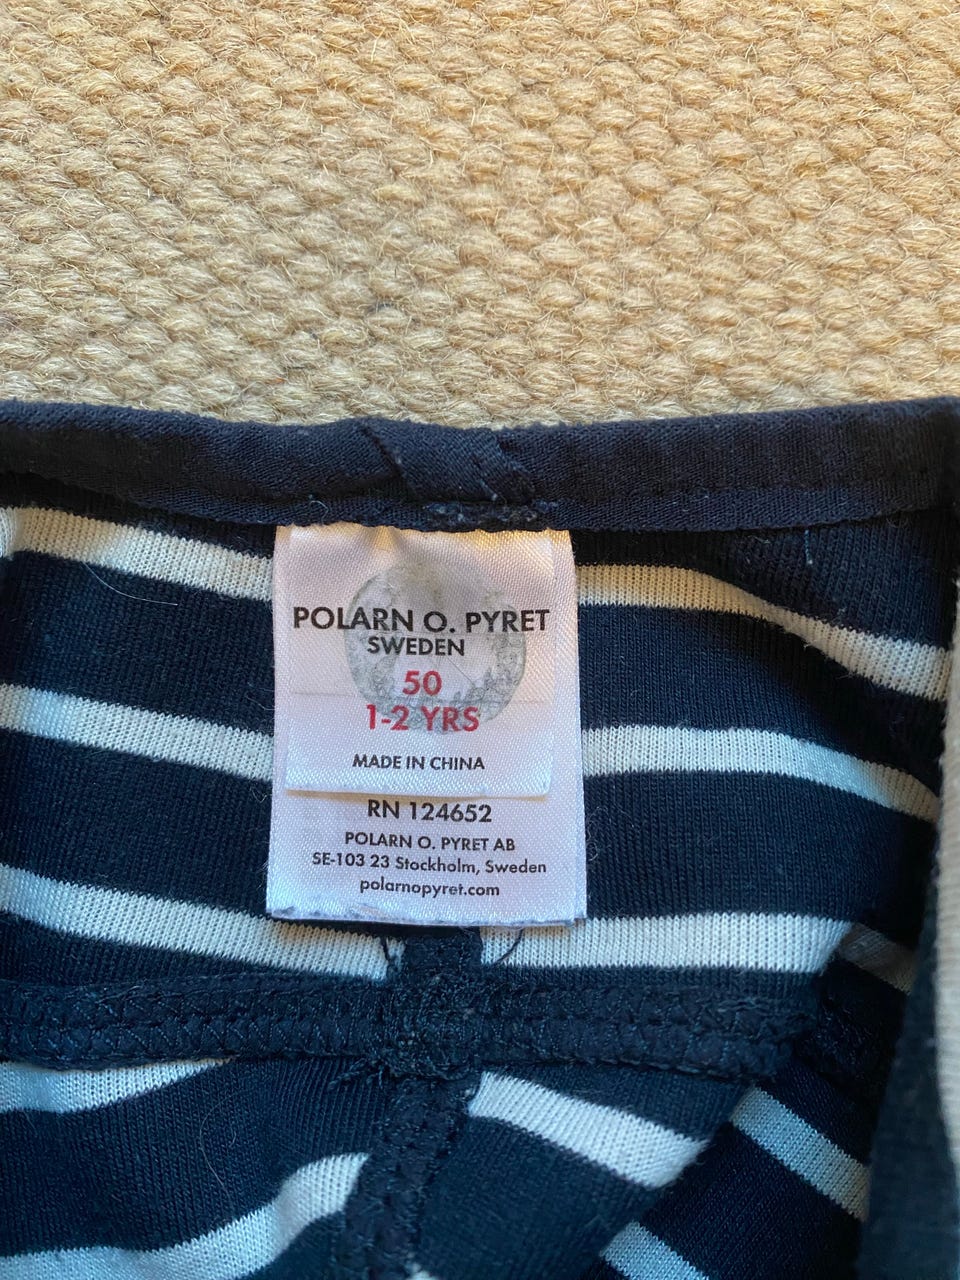 POLARN O. PYRET
SWEDEN
50
1-2 YRS
MADE IN CHINA
RN 124652
POLARN O. PYRET AB
SE-103 23 Stockholm, Sweden
polarnopyret.com